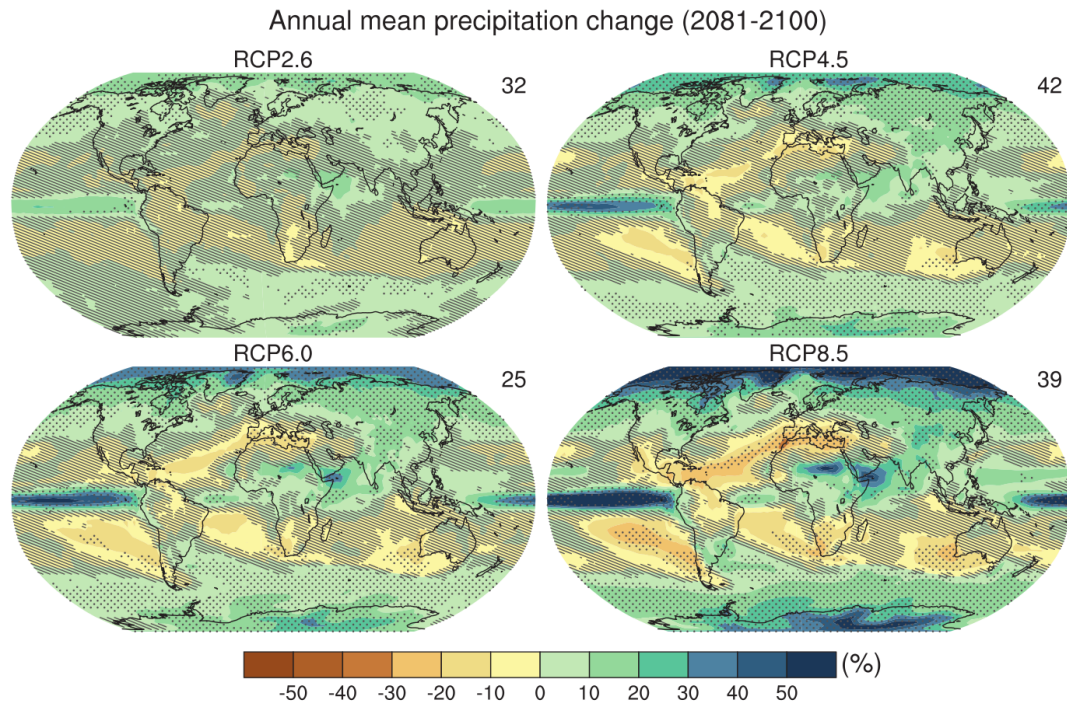 Annual mean precipitation change (2081-2100)
RCP2.6
32
RCP4.5
42
RCP6.0
25
RCP8.5
39
(%)
-50 -40 -30 -20 -10 0 10 20 30 40 50